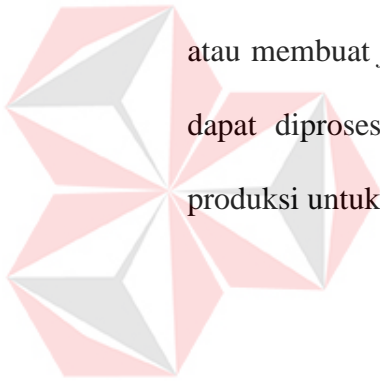 atau membuat
dapat diproses
produksi untuk